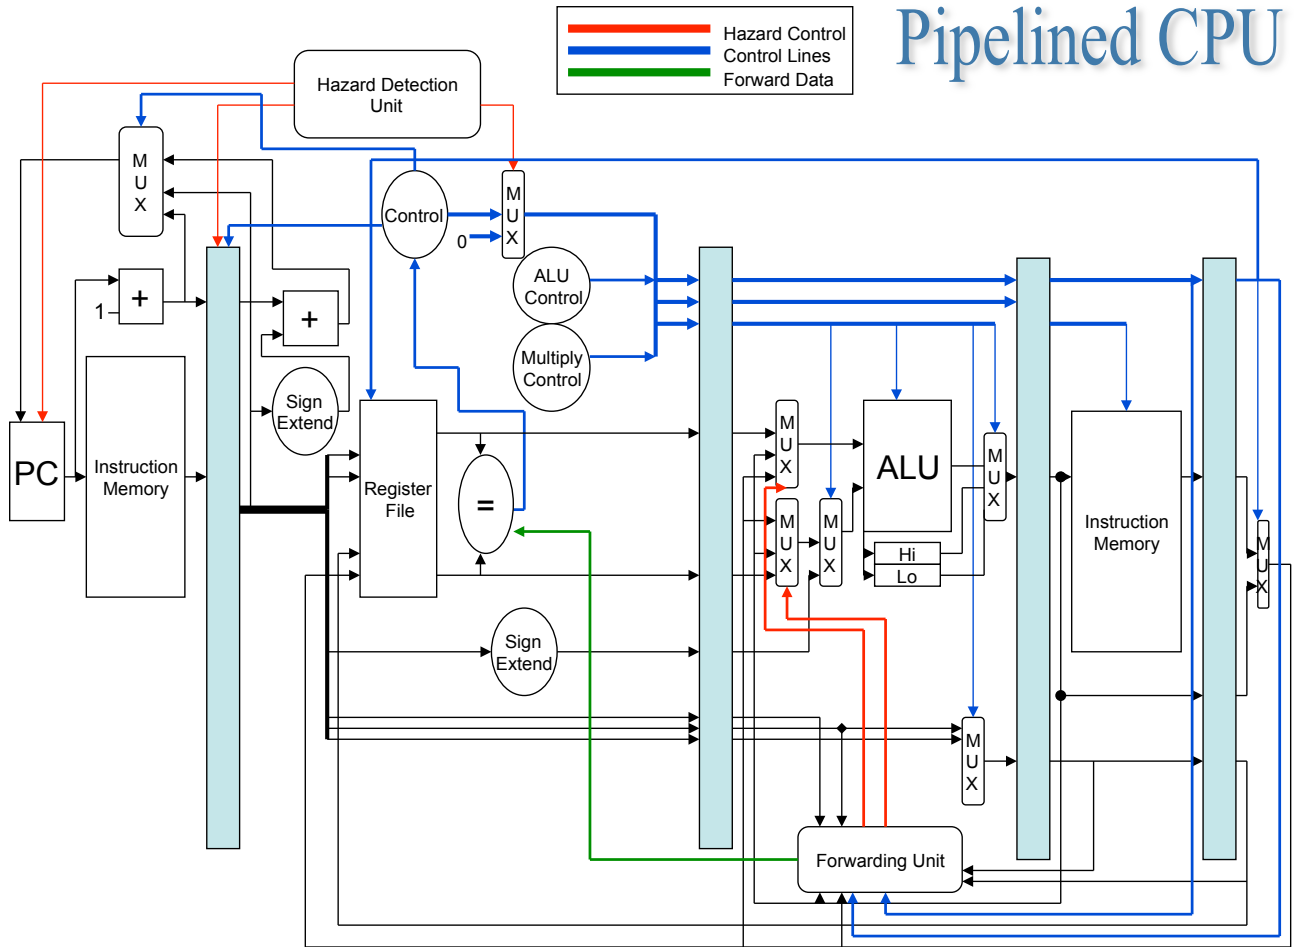 Pipelined CPU
Hazard Control
Control Lines
Forward Data
Hazard Detection
Unit
M
U
X
Control
0
M
U
X
ALU
Control
Multiply
Control
+
1
+
Sign
Extend
PC
Instruction
Memory
Register
File
=
Sign
Extend
M
U
X
M
U
X
M
U
X
ALU
Hi
Lo
M
U
X
Instruction
Memory
M
U
X
M
U
X
Forwarding Unit